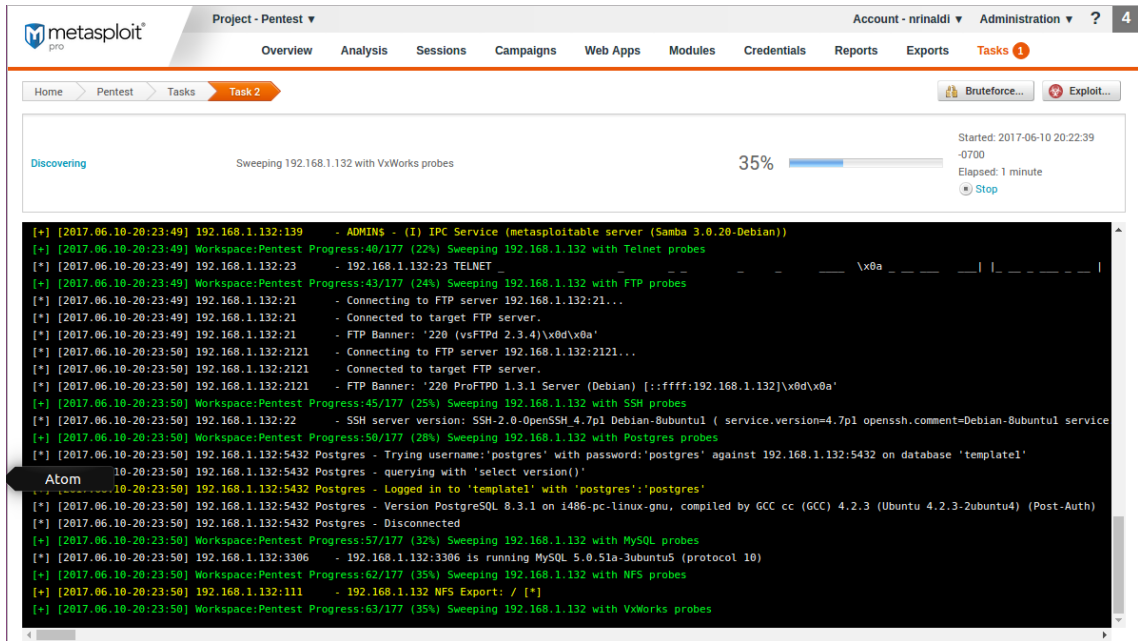 metasploit®
pro
Project - Pentest ▼
Account - nrinaldi ▼ Administration ▼ ? 4
Overview Analysis Sessions Campaigns Web Apps Modules Credentials Reports Exports Tasks 1
Home Pentest Tasks Task 2
Bruteforce... Exploit...
Discovering
Sweeping 192.168.1.132 with VxWorks probes
35%
Started: 2017-06-10 20:22:39
-0700
Elapsed: 1 minute
Stop
[+] [2017.06.10-20:23:49] 192.168.1.132:139 - ADMIN$ - (I) IPC Service (metasploitable server (Samba 3.0.20-Debian))
[+] [2017.06.10-20:23:49] Workspace:Pentest Progress:40/177 (22%) Sweeping 192.168.1.132 with Telnet probes
[*] [2017.06.10-20:23:49] 192.168.1.132:23 - 192.168.1.132:23 TELNET _ _ _ _ _ _ ____ \x0a _ __ ___ ___| |_ __ _ ___ _ __ |
[+] [2017.06.10-20:23:49] Workspace:Pentest Progress:43/177 (24%) Sweeping 192.168.1.132 with FTP probes
[*] [2017.06.10-20:23:49] 192.168.1.132:21 - Connecting to FTP server 192.168.1.132:21...
[*] [2017.06.10-20:23:49] 192.168.1.132:21 - Connected to target FTP server.
[*] [2017.06.10-20:23:49] 192.168.1.132:21 - FTP Banner: '220 (vsFTPd 2.3.4)\x0d\x0a'
[*] [2017.06.10-20:23:50] 192.168.1.132:2121 - Connecting to FTP server 192.168.1.132:2121...
[*] [2017.06.10-20:23:50] 192.168.1.132:2121 - Connected to target FTP server.
[*] [2017.06.10-20:23:50] 192.168.1.132:2121 - FTP Banner: '220 ProFTPD 1.3.1 Server (Debian) [::ffff:192.168.1.132]\x0d\x0a'
[+] [2017.06.10-20:23:50] Workspace:Pentest Progress:45/177 (25%) Sweeping 192.168.1.132 with SSH probes
[*] [2017.06.10-20:23:50] 192.168.1.132:22 - SSH server version: SSH-2.0-OpenSSH_4.7p1 Debian-8ubuntu1 ( service.version=4.7p1 openssh.comment=Debian-8ubuntu1 service
[+] [2017.06.10-20:23:50] Workspace:Pentest Progress:50/177 (28%) Sweeping 192.168.1.132 with Postgres probes
[*] [2017.06.10-20:23:50] 192.168.1.132:5432 Postgres - Trying username:'postgres' with password:'postgres' against 192.168.1.132:5432 on database 'template1'
Atom
10-20:23:50] 192.168.1.132:5432 Postgres - querying with 'select version()'
10-20:23:50] 192.168.1.132:5432 Postgres - Logged in to 'template1' with 'postgres':'postgres'
[*] [2017.06.10-20:23:50] 192.168.1.132:5432 Postgres - Version PostgreSQL 8.3.1 on i486-pc-linux-gnu, compiled by GCC cc (GCC) 4.2.3 (Ubuntu 4.2.3-2ubuntu4) (Post-Auth)
[*] [2017.06.10-20:23:50] 192.168.1.132:5432 Postgres - Disconnected
[+] [2017.06.10-20:23:50] Workspace:Pentest Progress:57/177 (32%) Sweeping 192.168.1.132 with MySQL probes
[*] [2017.06.10-20:23:50] 192.168.1.132:3306 - 192.168.1.132:3306 is running MySQL 5.0.51a-3ubuntu5 (protocol 10)
[+] [2017.06.10-20:23:50] Workspace:Pentest Progress:62/177 (35%) Sweeping 192.168.1.132 with NFS probes
[+] [2017.06.10-20:23:50] 192.168.1.132:111 - 192.168.1.132 NFS Export: / [*]
[+] [2017.06.10-20:23:50] Workspace:Pentest Progress:63/177 (35%) Sweeping 192.168.1.132 with VxWorks probes